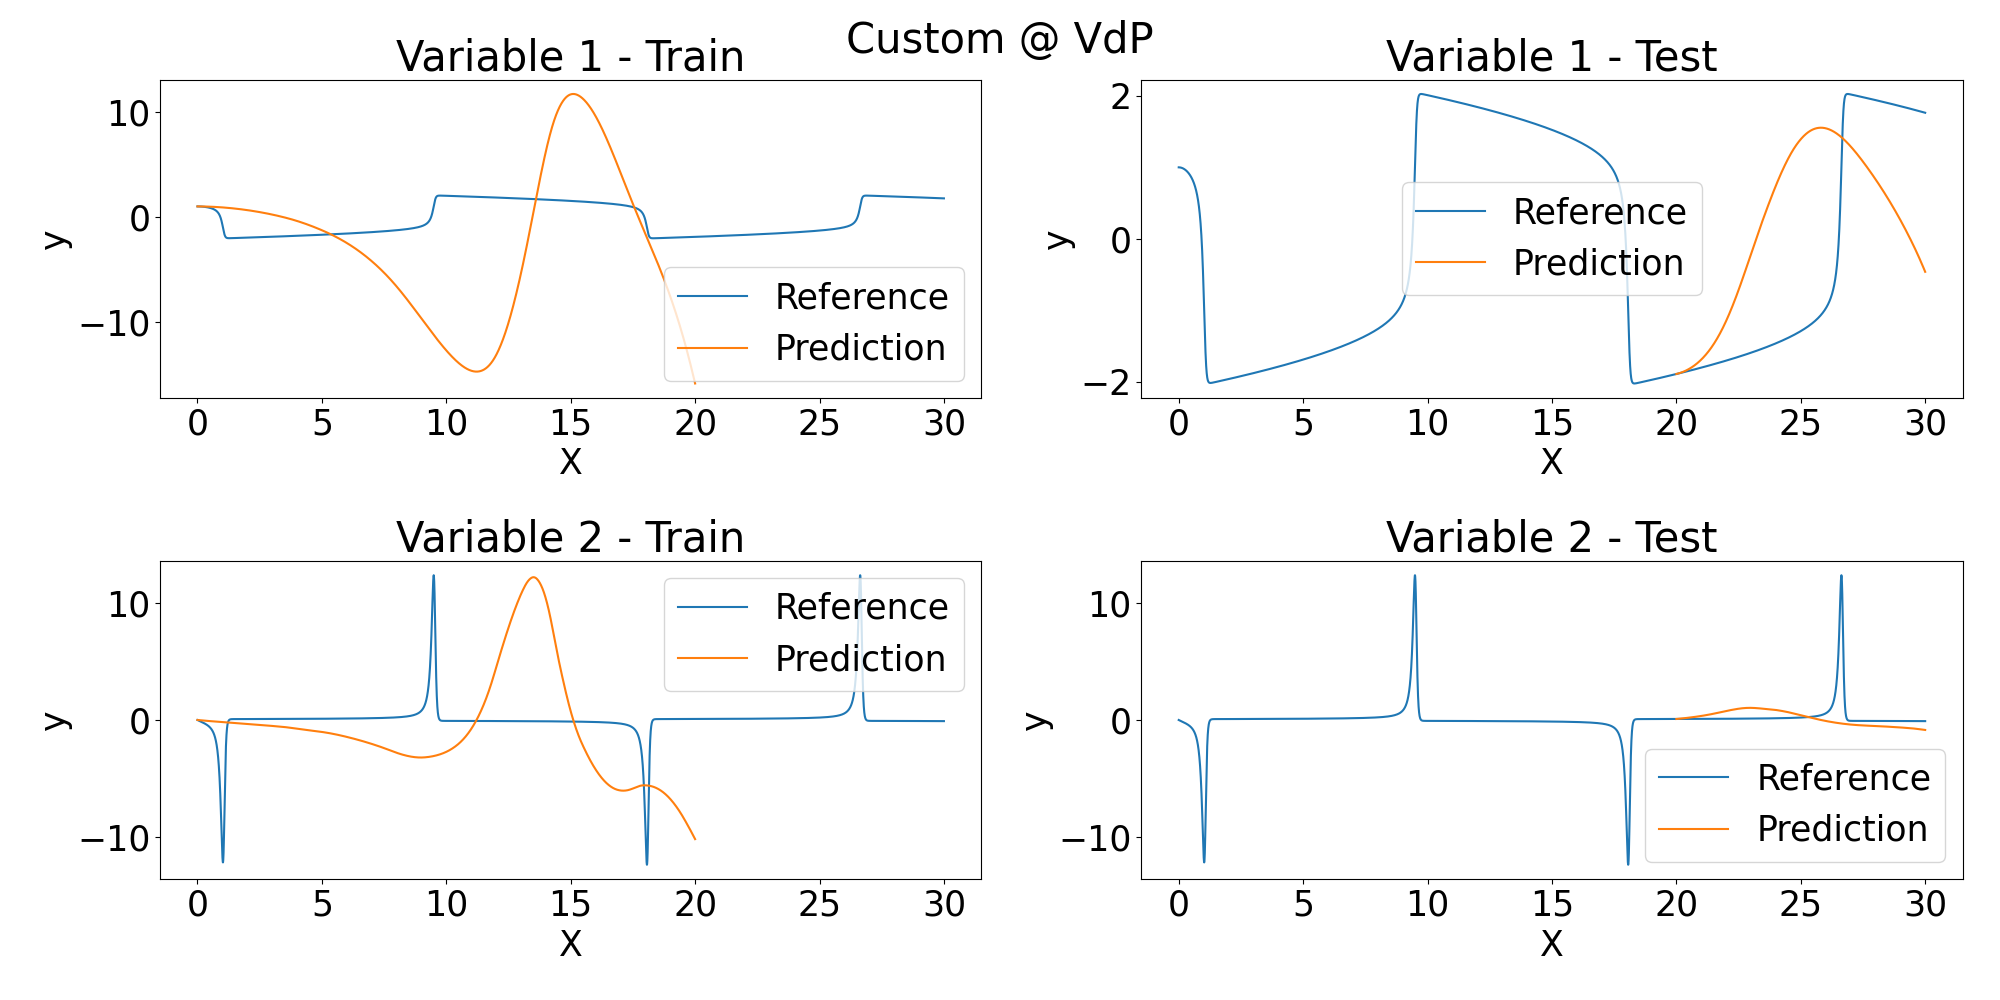 Custom @ VdP
Variable 1 - Train
10
0
−10
y
Reference
Prediction
0 5 10 15 20 25 30
X
Variable 1 - Test
2
0
−2
y
Reference
Prediction
0 5 10 15 20 25 30
X
Variable 2 - Train
10
0
−10
y
Reference
Prediction
0 5 10 15 20 25 30
X
Variable 2 - Test
10
0
−10
y
Reference
Prediction
0 5 10 15 20 25 30
X